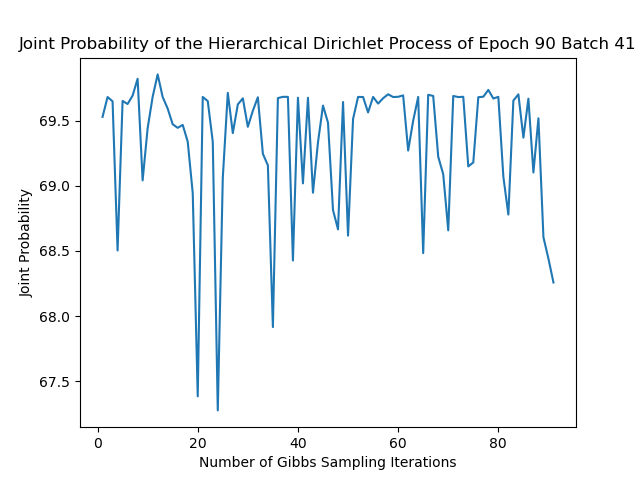 Joint Probability of the Hierarchical Dirichlet Process of Epoch 90 Batch 41
69.5
69.0
68.5
68.0
67.5
Joint Probability
0 20 40 60 80
Number of Gibbs Sampling Iterations